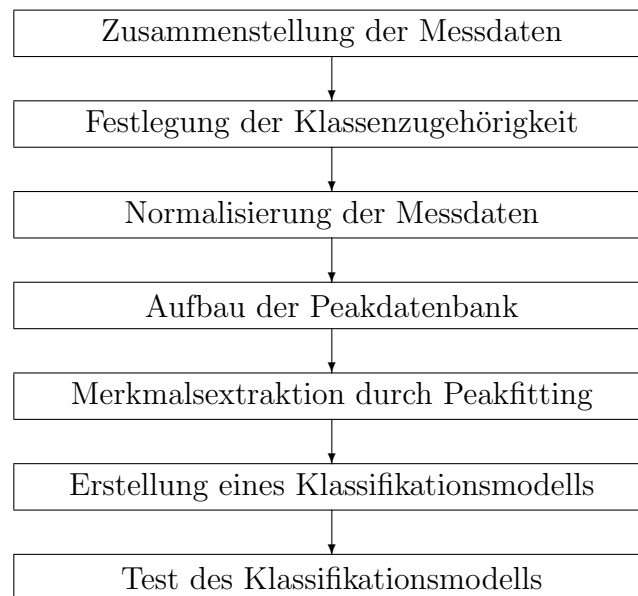 Zusammenstellung der Messdaten
Festlegung der Klassenzugehörigkeit
Normalisierung der Messdaten
Aufbau der Peakdatenbank
Merkmalsextraktion durch Peakfitting
Erstellung eines Klassifikationsmodells
Test des Klassifikationsmodells